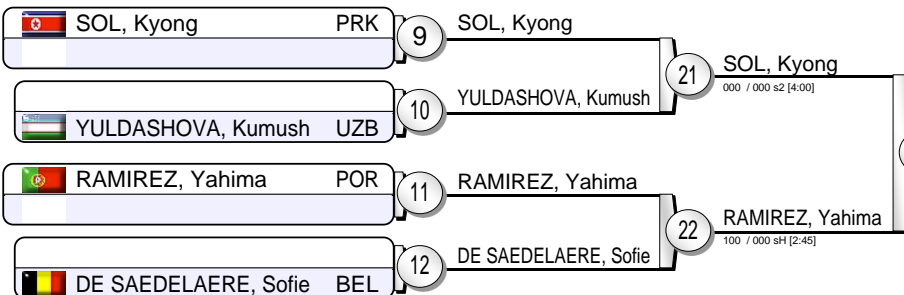 SOL, Kyong PRK
9
SOL, Kyong
21
SOL, Kyong
000 / 000 s2 [4:00]
10
YULDASHOVA, Kumush
YULDASHOVA, Kumush UZB
RAMIREZ, Yahima POR
11
RAMIREZ, Yahima
22
RAMIREZ, Yahima
100 / 000 sH [2:45]
12
DE SAEDELAERE, Sofie
DE SAEDELAERE, Sofie BEL